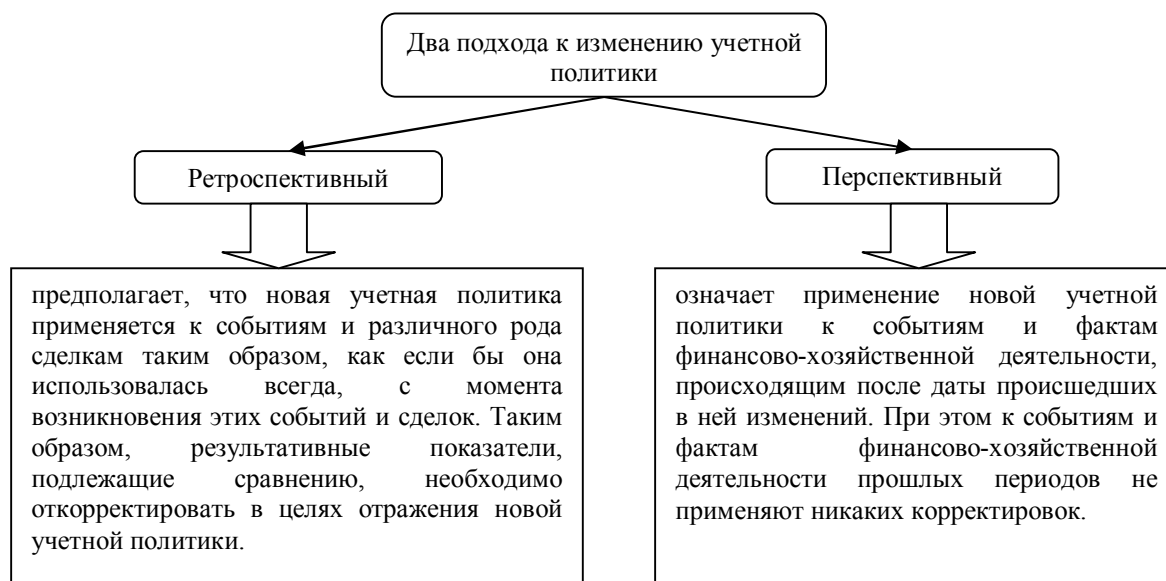 Два подхода к изменению учетной
политики
Ретроспективный
Перспективный
предполагает, что новая учетная политика
применяется к событиям и различного рода
сделкам таким образом, как если бы она
использовалась всегда, с момента
возникновения этих событий и сделок. Таким
образом, результативные показатели,
подлежащие сравнению, необходимо
откорректировать в целях отражения новой
учетной политики.
означает применение новой учетной
политики к событиям и фактам
финансово-хозяйственной деятельности,
происходящим после даты происшедших
в ней изменений. При этом к событиям и
фактам финансово-хозяйственной
деятельности прошлых периодов не
применяют никаких корректировок.